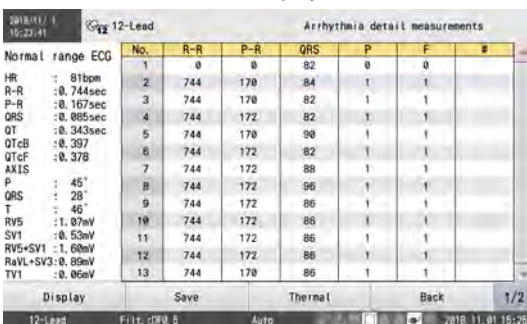 2018/11/ 1
10:23:41
12-Lead
Arrhythmia detail measurements
Normal range ECG
HR : 81bpm
R-R :0.744sec
P-R :0.167sec
QRS :0.085sec
QT :0.343sec
QTcB :0.397
QTcF :0.378
AXIS
P : 45°
QRS : 28°
T : 46°
RV5 :1.07mV
SV1 :0.53mV
RV5+SV1 :1.60mV
RaVL+SV3:0.89mV
TV1 :0.06mV
No. R-R P-R QRS P F #
1 0 0 82 0 0
2 744 170 84 1 1
3 744 170 82 1 1
4 744 172 82 1 1
5 744 170 90 1 1
6 744 172 82 1 1
7 744 172 88 1 1
8 744 172 96 1 1
9 744 172 86 1 1
10 744 172 86 1 1
11 744 172 86 1 1
12 744 172 86 1 1
13 744 170 86 1 1
Display Save Thermal Back 1/2
12-Lead Filt: Auto 2018.11.01 15:25